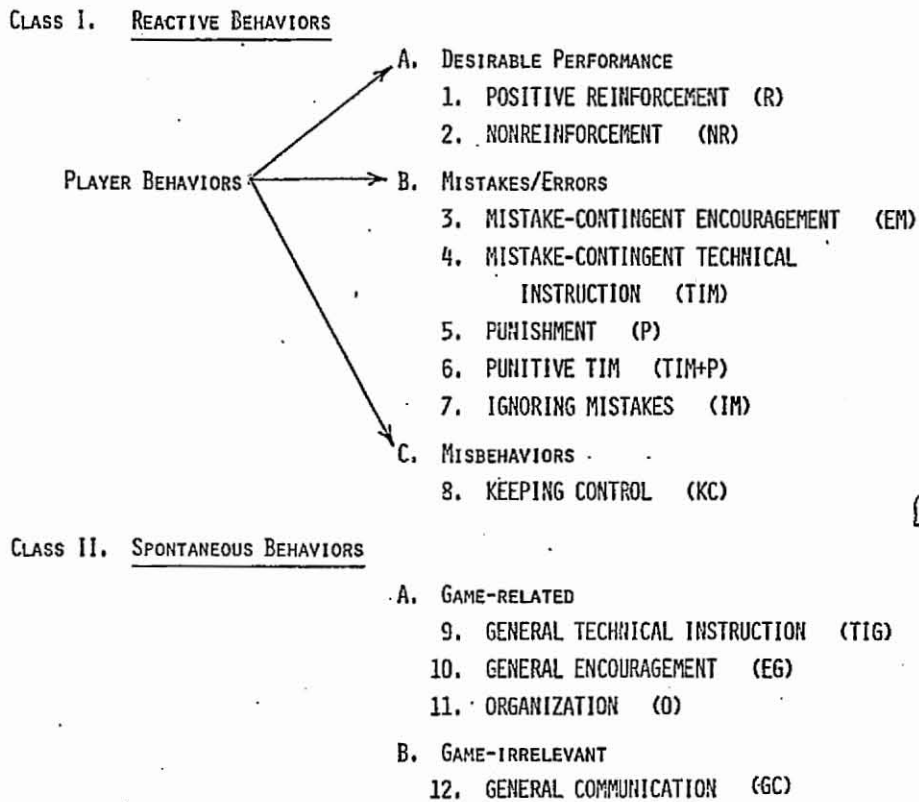 CLASS I. REACTIVE BEHAVIORS
A. DESIRABLE PERFORMANCE
1. POSITIVE REINFORCEMENT (R)
2. NONREINFORCEMENT (NR)
PLAYER BEHAVIORS
B. MISTAKES/ERRORS
3. MISTAKE-CONTINGENT ENCOURAGEMENT (EM)
4. MISTAKE-CONTINGENT TECHNICAL
INSTRUCTION (TIM)
5. PUNISHMENT (P)
6. PUNITIVE TIM (TIM+P)
7. IGNORING MISTAKES (IM)
C. MISBEHAVIORS
8. KEEPING CONTROL (KC)
CLASS II. SPONTANEOUS BEHAVIORS
A. GAME-RELATED
9. GENERAL TECHNICAL INSTRUCTION (TIG)
10. GENERAL ENCOURAGEMENT (EG)
11. ORGANIZATION (O)
B. GAME-IRRELEVANT
12. GENERAL COMMUNICATION (GC)